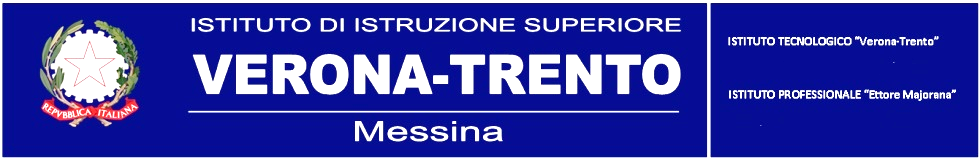 ISTITUTO DI ISTRUZIONE SUPERIORE
VERONA-TRENTO
Messina
REPVBBLICA ITALIANA
ISTITUTO TECNOLOGICO “Verona-Trento”
ISTITUTO PROFESSIONALE “Ettore Majorana”